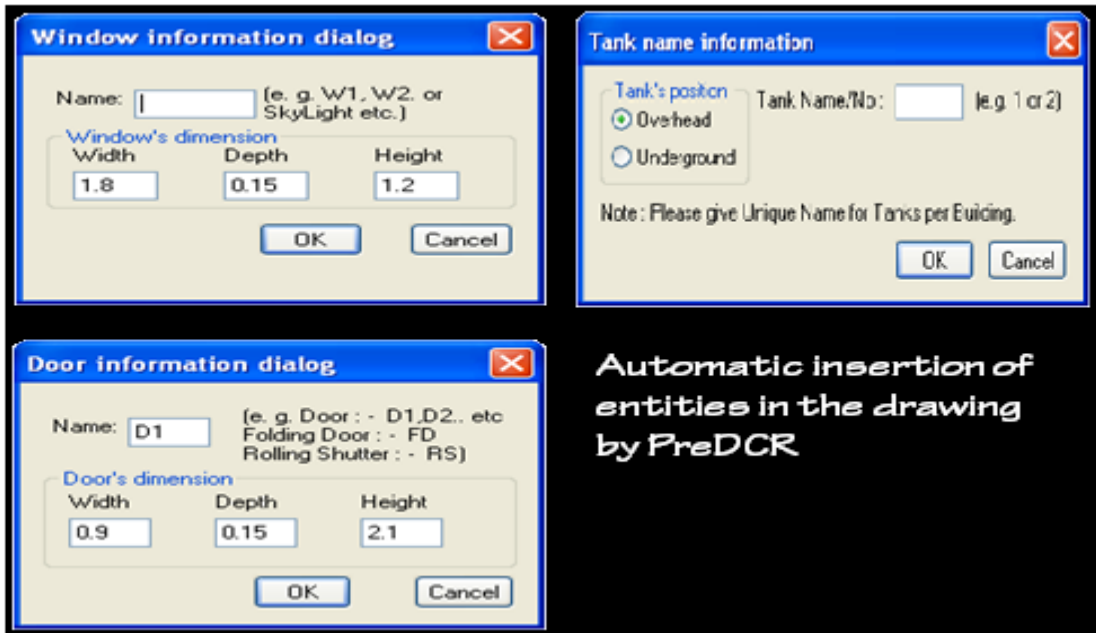 Window information dialog
Name:
(e. g. W1, W2. or
SkyLight etc.)
Window's dimension
Width Depth Height
1.8 0.15 1.2
OK Cancel
Tank name information
Tank's position
Overhead
Underground
Tank Name/No : (e.g. 1 or 2)
Note : Please give Unique Name for Tanks per Building.
OK Cancel
Door information dialog
Name: D1
(e. g. Door : - D1,D2.. etc
Folding Door : - FD
Rolling Shutter : - RS)
Door's dimension
Width Depth Height
0.9 0.15 2.1
OK Cancel
Automatic insertion of
entities in the drawing
by PreDCR